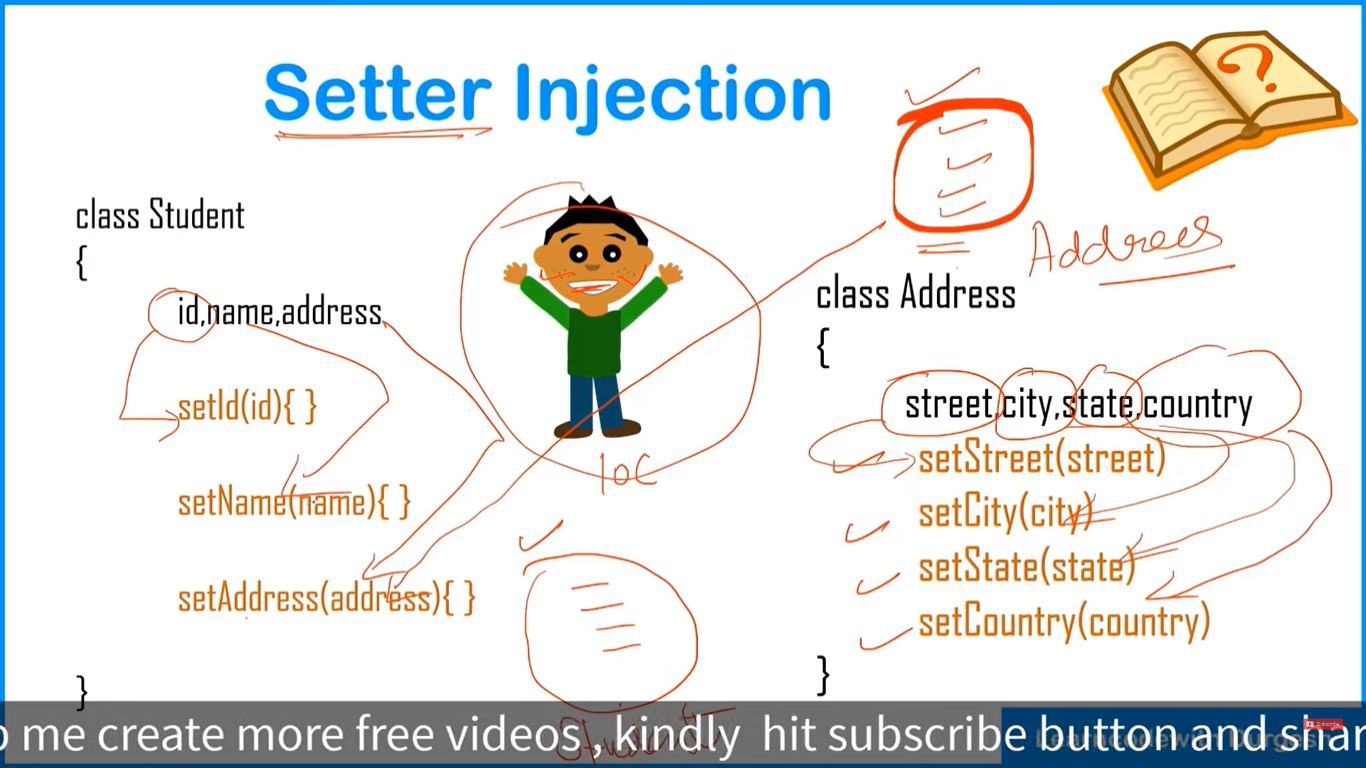 Setter Injection
?
class Student
{
id,name,address
setId(id){ }
setName(name){ }
setAddress(address){ }
}
IoC
Student
Address
class Address
{
street,city,state,country
setStreet(street)
setCity(city)
setState(state)
setCountry(country)
}
me create more free videos , kindly hit subscribe button and